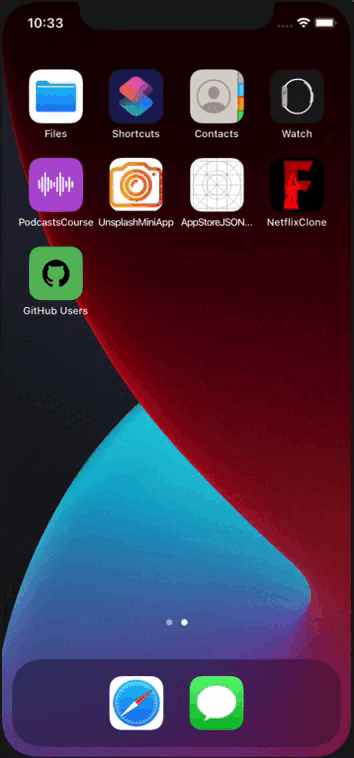 10:33
Files
Shortcuts
Contacts
Watch
PodcastsCourse
UnsplashMiniApp
AppStoreJSON...
NetflixClone
GitHub Users